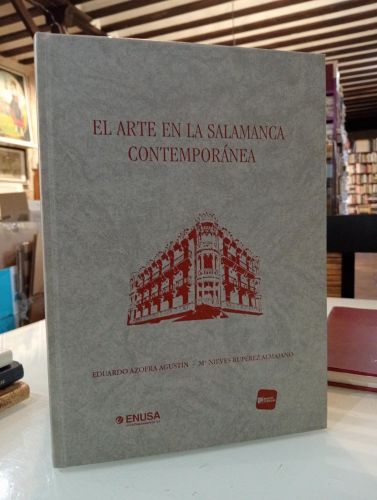 EL ARTE EN LA SALAMANCA
CONTEMPORÁNEA
EDUARDO AZOFRA AGUSTÍN - Mª NIEVES RUPÉREZ ALMAJANO
ENUSA